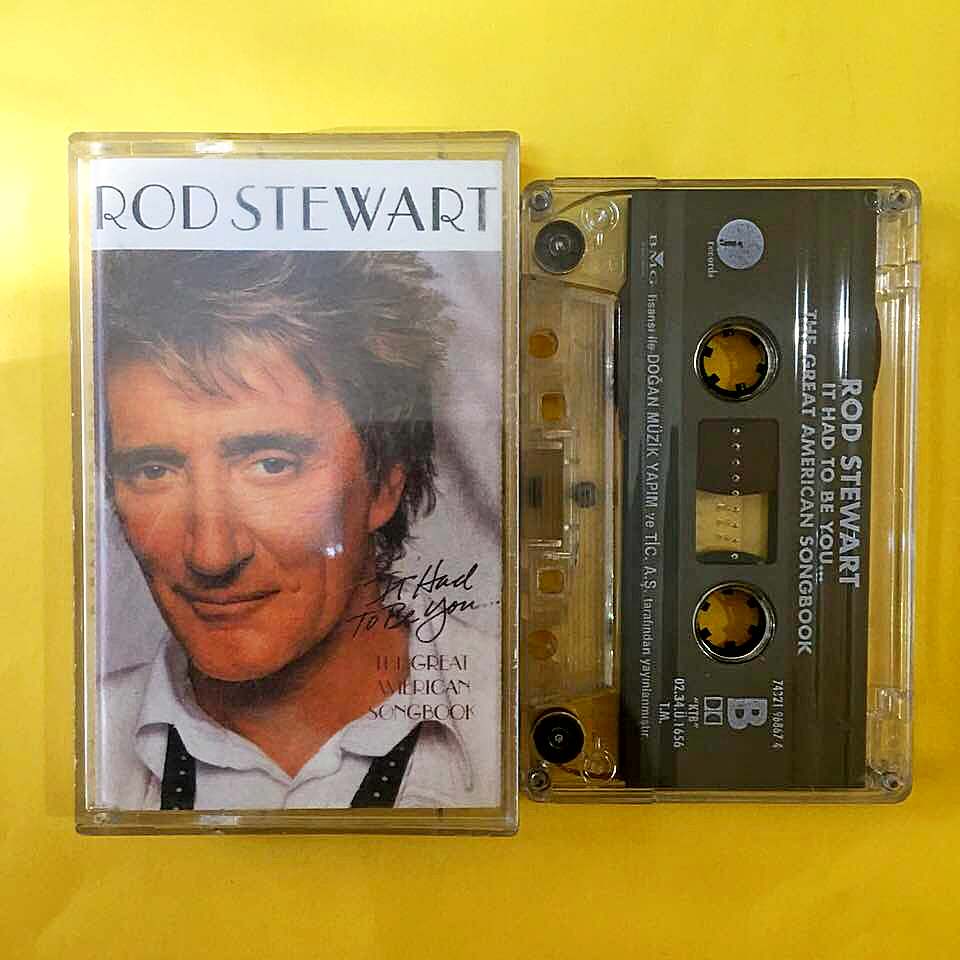 ROD STEWART
It Had
To Be You...
THE GREAT
AMERICAN
SONGBOOK
J
records
ROD STEWART
IT HAD TO BE YOU...
THE GREAT AMERICAN SONGBOOK
BMG lisansı ile DOĞAN MÜZİK YAPIM ve TİC. A.Ş. tarafından yayınlanmıştır
B
74321 96867 4
"KTB"
02.34.Ü.1656
T.M.